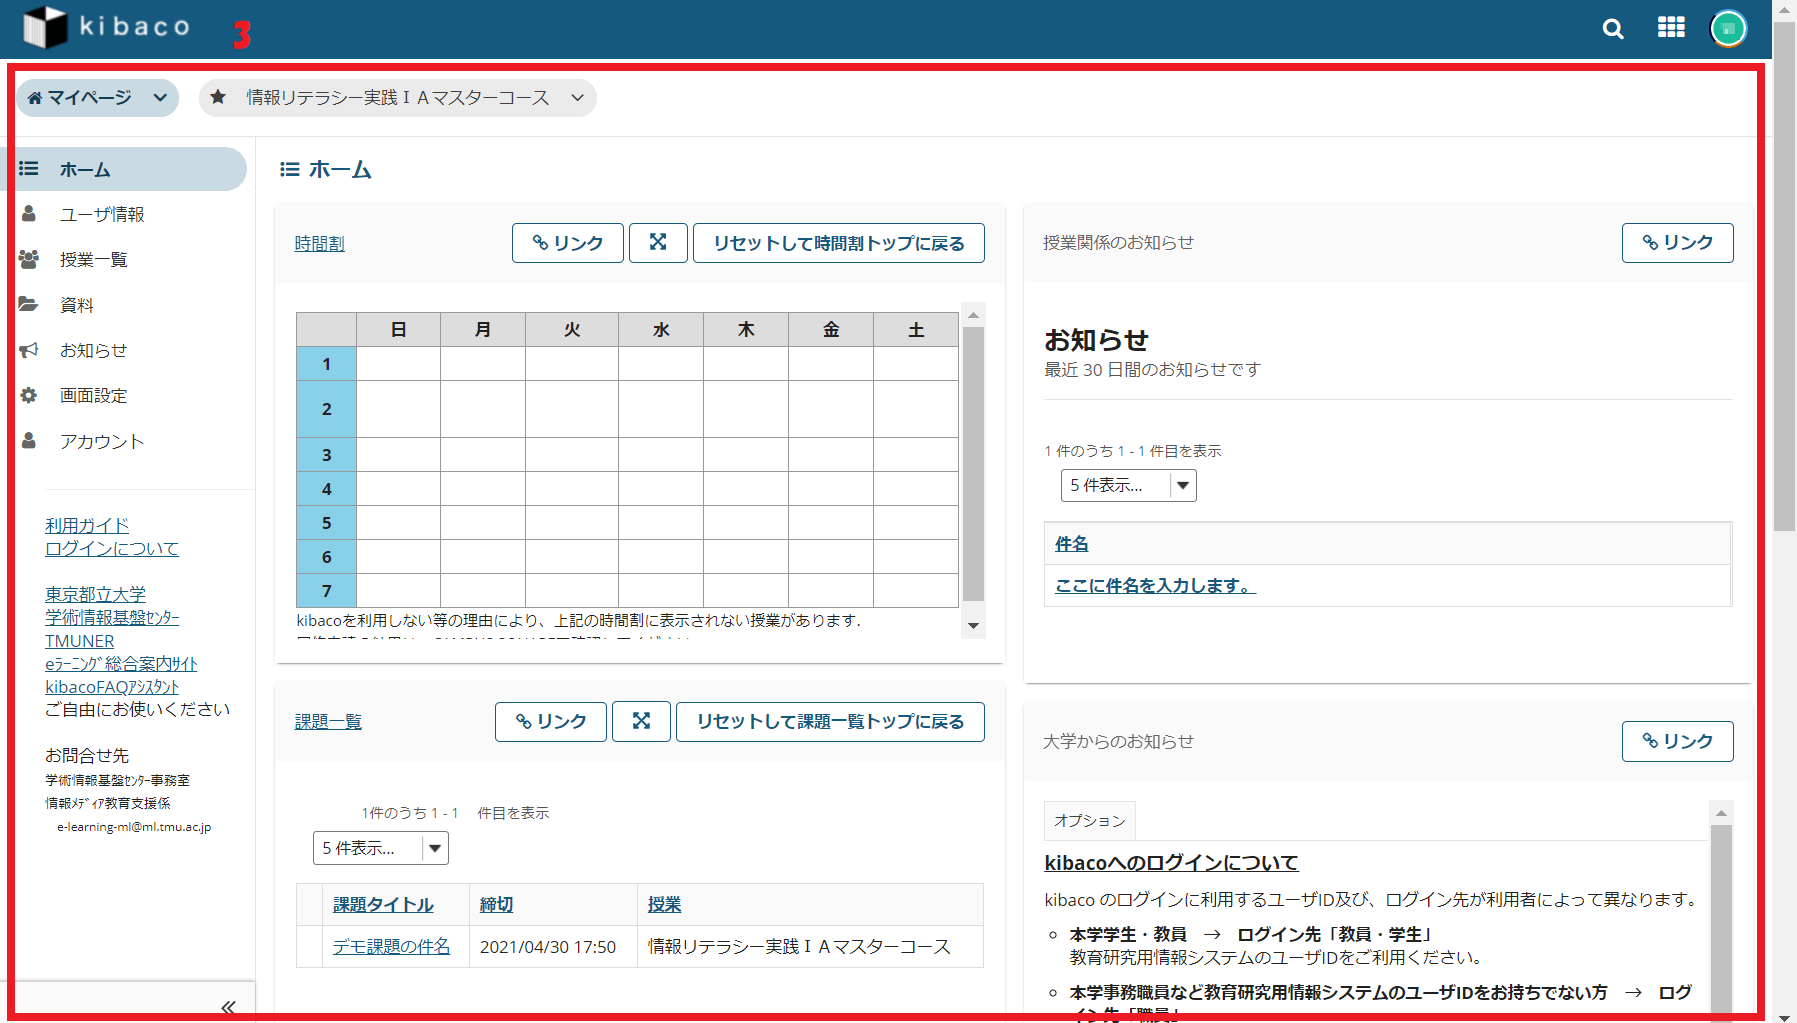 kibaco
3
マイページ
情報リテラシー実践ＩＡマスターコース
ホーム
ユーザ情報
授業一覧
資料
お知らせ
画面設定
アカウント
利用ガイド
ログインについて
東京都立大学
学術情報基盤ｾﾝﾀｰ
TMUNER
eﾗｰﾆﾝｸﾞ総合案内ｻｲﾄ
kibacoFAQｱｼｽﾀﾝﾄ
ご自由にお使いください
お問合せ先
学術情報基盤ｾﾝﾀｰ事務室
情報ﾒﾃﾞｨｱ教育支援係
e-learning-ml@ml.tmu.ac.jp
ホーム
時間割 リンク リセットして時間割トップに戻る
日 月 火 水 木 金 土
1
2
3
4
5
6
7
kibacoを利用しない等の理由により、上記の時間割に表示されない授業があります.
課題一覧 リンク リセットして課題一覧トップに戻る
1件のうち 1 - 1 件目を表示
5 件表示...
課題タイトル 締切 授業
デモ課題の件名 2021/04/30 17:50 情報リテラシー実践ＩＡマスターコース
授業関係のお知らせ リンク
お知らせ
最近 30 日間のお知らせです
1 件のうち 1 - 1 件目を表示
5 件表示...
件名
ここに件名を入力します。
大学からのお知らせ リンク
オプション
kibacoへのログインについて
kibaco のログインに利用するユーザID及び、ログイン先が利用者によって異なります。
本学学生・教員 → ログイン先「教員・学生」
教育研究用情報システムのユーザIDをご利用ください。
本学事務職員など教育研究用情報システムのユーザIDをお持ちでない方 → ログ
イン先「職員」